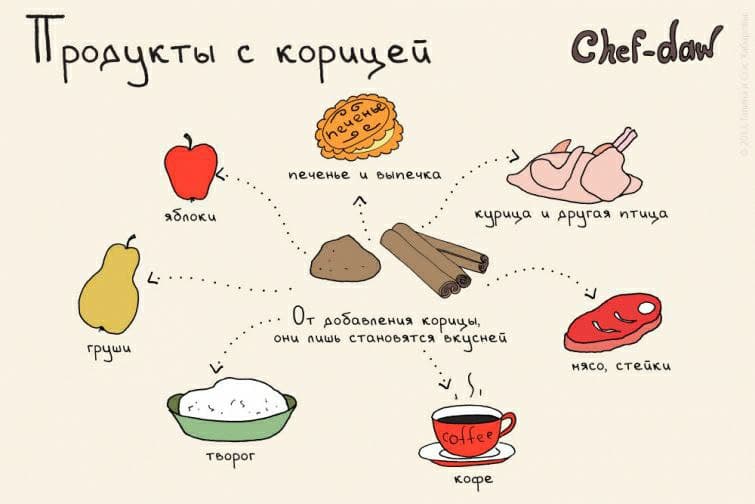 Продукты с корицей
Chef-daw
печенье
печенье и выпечка
яблоки
курица и другая птица
груши
От добавления корицы,
они лишь становятся вкусней
мясо, стейки
творог
coffee
кофе